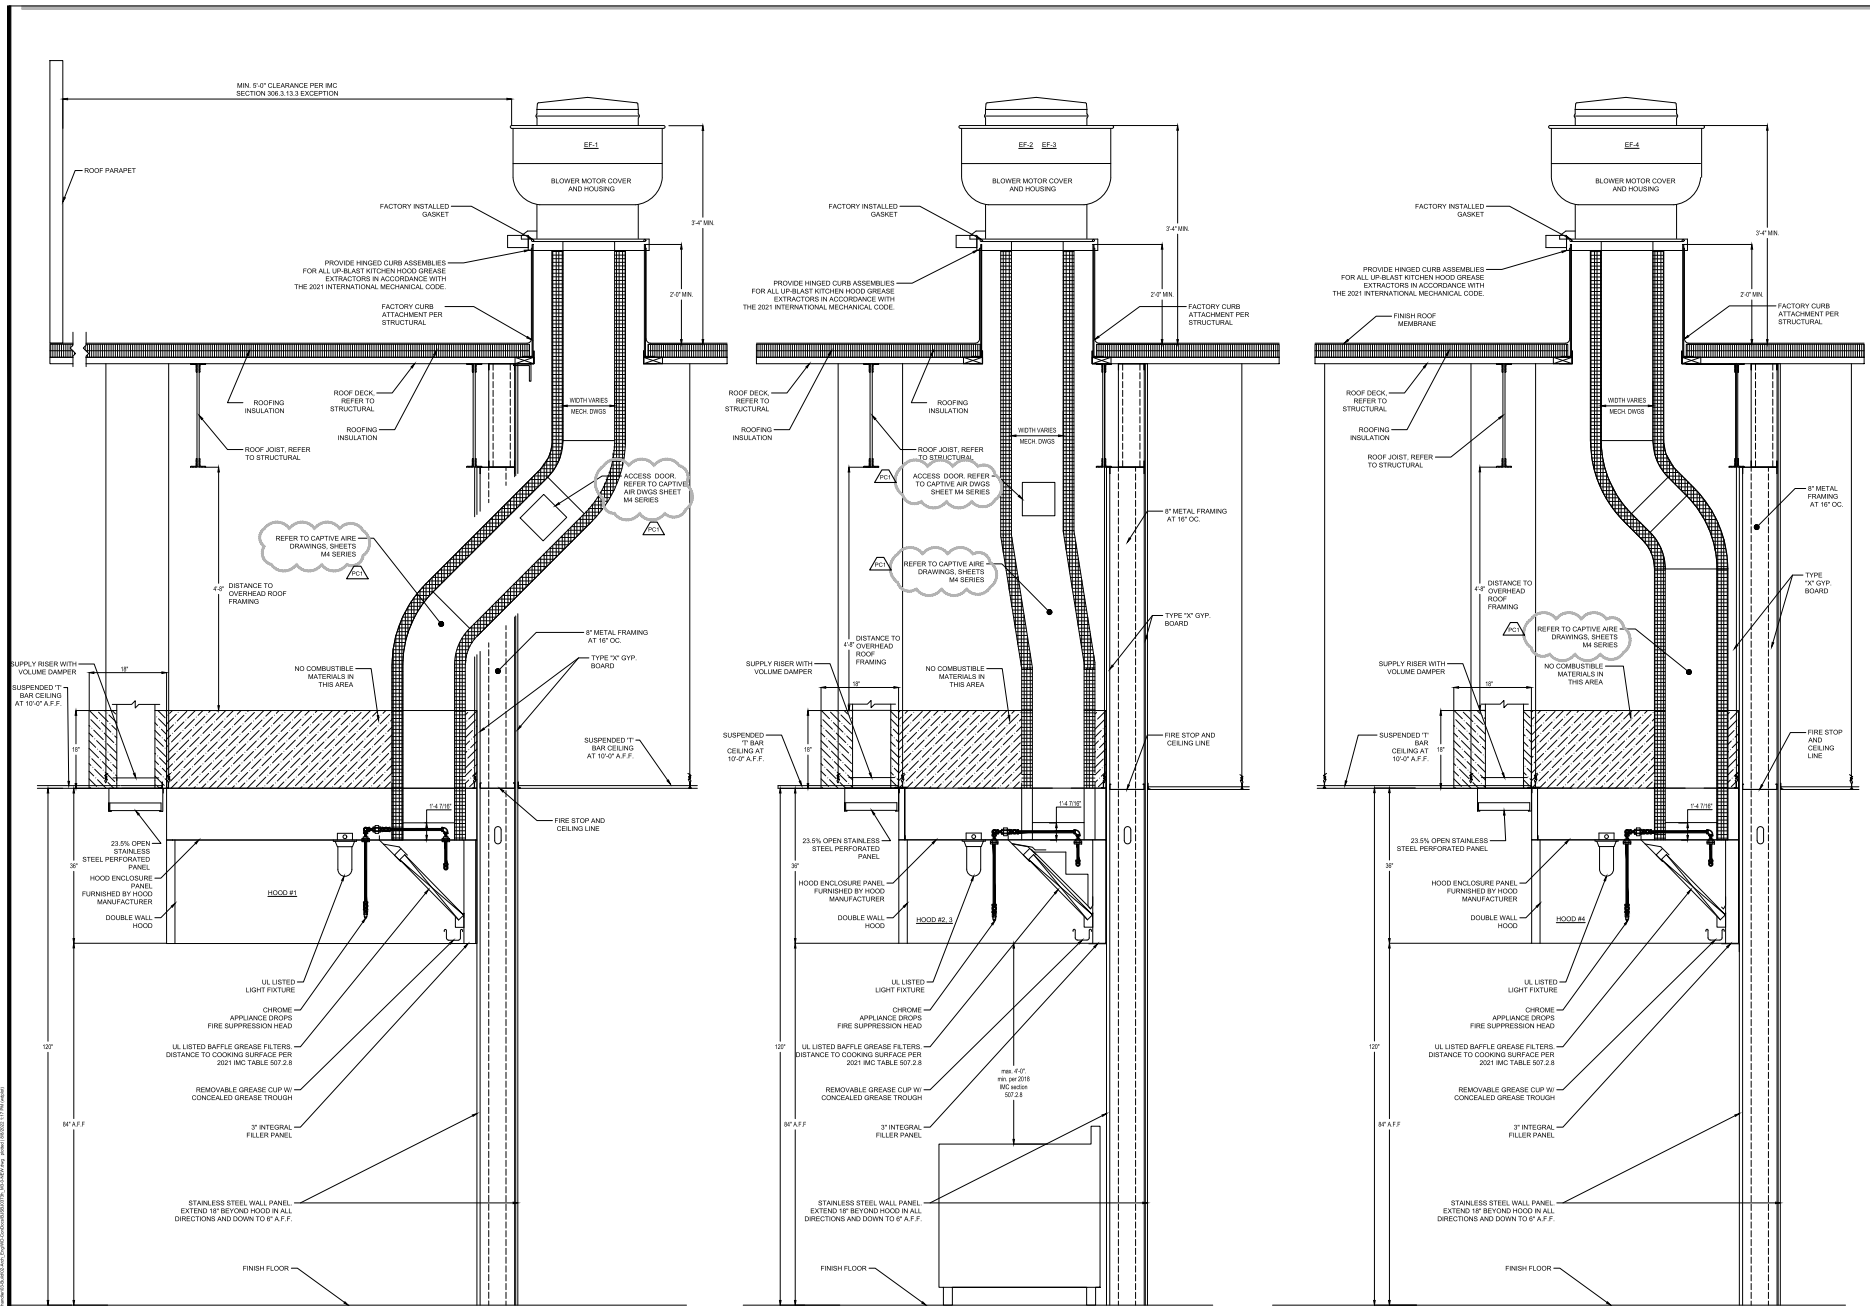 MIN. 5'-0" CLEARANCE PER IMC
SECTION 306.3.13.3 EXCEPTION
ROOF PARAPET
EF-1
BLOWER MOTOR COVER
AND HOUSING
FACTORY INSTALLED
GASKET
3'-4" MIN.
PROVIDE HINGED CURB ASSEMBLIES
FOR ALL UP-BLAST KITCHEN HOOD GREASE
EXTRACTORS IN ACCORDANCE WITH
THE 2021 INTERNATIONAL MECHANICAL CODE.
2'-0" MIN.
FACTORY CURB
ATTACHMENT PER
STRUCTURAL
ROOFING
INSULATION
ROOF DECK,
REFER TO
STRUCTURAL
ROOFING
INSULATION
WIDTH VARIES
MECH. DWGS
ROOF JOIST, REFER
TO STRUCTURAL
ACCESS DOOR.
REFER TO CAPTIVE
AIR DWGS SHEET
M4 SERIES
PC1
REFER TO CAPTIVE AIRE
DRAWINGS, SHEETS
M4 SERIES
PC1
4'-8"
DISTANCE TO
OVERHEAD ROOF
FRAMING
8" METAL FRAMING
AT 16" OC.
TYPE "X" GYP.
BOARD
SUPPLY RISER WITH
VOLUME DAMPER
18"
NO COMBUSTIBLE
MATERIALS IN
THIS AREA
SUSPENDED 'T'
BAR CEILING
AT 10'-0" A.F.F.
18"
SUSPENDED 'T'
BAR CEILING
AT 10'-0" A.F.F.
1'-4 7/16"
FIRE STOP AND
CEILING LINE
23.5% OPEN
STAINLESS
STEEL PERFORATED
PANEL
36"
HOOD ENCLOSURE
PANEL
FURNISHED BY HOOD
MANUFACTURER
HOOD #1
DOUBLE WALL
HOOD
UL LISTED
LIGHT FIXTURE
CHROME
APPLIANCE DROPS
FIRE SUPPRESSION HEAD
UL LISTED BAFFLE GREASE FILTERS.
DISTANCE TO COOKING SURFACE PER
2021 IMC TABLE 507.2.8
120"
REMOVABLE GREASE CUP W/
CONCEALED GREASE TROUGH
84" A.F.F
3" INTEGRAL
FILLER PANEL
STAINLESS STEEL WALL PANEL.
EXTEND 18" BEYOND HOOD IN ALL
DIRECTIONS AND DOWN TO 6" A.F.F.
FINISH FLOOR
EF-2 EF-3
BLOWER MOTOR COVER
AND HOUSING
FACTORY INSTALLED
GASKET
3'-4" MIN.
PROVIDE HINGED CURB ASSEMBLIES
FOR ALL UP-BLAST KITCHEN HOOD GREASE
EXTRACTORS IN ACCORDANCE WITH
THE 2021 INTERNATIONAL MECHANICAL CODE.
2'-0" MIN.
FACTORY CURB
ATTACHMENT PER
STRUCTURAL
ROOF DECK,
REFER TO
STRUCTURAL
ROOFING
INSULATION
ROOFING
INSULATION
WIDTH VARIES
MECH. DWGS
ROOF JOIST, REFER
TO STRUCTURAL
PC1
ACCESS DOOR. REFER
TO CAPTIVE AIR DWGS
SHEET M4 SERIES
8" METAL FRAMING
AT 16" OC.
PC1
REFER TO CAPTIVE AIRE
DRAWINGS, SHEETS
M4 SERIES
TYPE "X" GYP.
BOARD
4'-8"
DISTANCE TO
OVERHEAD
ROOF
FRAMING
SUPPLY RISER WITH
VOLUME DAMPER
18"
NO COMBUSTIBLE
MATERIALS IN
THIS AREA
SUSPENDED
'T' BAR
CEILING AT
10'-0" A.F.F.
18"
FIRE STOP AND
CEILING LINE
1'-4 7/16"
23.5% OPEN STAINLESS
STEEL PERFORATED
PANEL
36"
HOOD ENCLOSURE PANEL
FURNISHED BY HOOD
MANUFACTURER
DOUBLE WALL
HOOD
HOOD #2, 3
UL LISTED
LIGHT FIXTURE
CHROME
APPLIANCE DROPS
FIRE SUPPRESSION HEAD
UL LISTED BAFFLE GREASE FILTERS.
DISTANCE TO COOKING SURFACE PER
2021 IMC TABLE 507.2.8
120"
max. 4'-0".
min. per 2018
IMC section
507.2.8
REMOVABLE GREASE CUP W/
CONCEALED GREASE TROUGH
84" A.F.F
3" INTEGRAL
FILLER PANEL
STAINLESS STEEL WALL PANEL
EXTEND 18" BEYOND HOOD IN ALL
DIRECTIONS AND DOWN TO 6" A.F.F.
FINISH FLOOR
EF-4
BLOWER MOTOR COVER
AND HOUSING
FACTORY INSTALLED
GASKET
3'-4" MIN.
PROVIDE HINGED CURB ASSEMBLIES
FOR ALL UP-BLAST KITCHEN HOOD GREASE
EXTRACTORS IN ACCORDANCE WITH
THE 2021 INTERNATIONAL MECHANICAL CODE.
2'-0" MIN.
FINISH ROOF
MEMBRANE
FACTORY CURB
ATTACHMENT PER
STRUCTURAL
ROOF DECK,
REFER TO
STRUCTURAL
ROOFING
INSULATION
ROOF JOIST, REFER
TO STRUCTURAL
WIDTH VARIES
MECH. DWGS
8" METAL
FRAMING
AT 16" OC.
4'-8"
DISTANCE TO
OVERHEAD
ROOF
FRAMING
TYPE
"X" GYP.
BOARD
PC1
REFER TO CAPTIVE AIRE
DRAWINGS, SHEETS
M4 SERIES
SUPPLY RISER WITH
VOLUME DAMPER
18"
NO COMBUSTIBLE
MATERIALS IN
THIS AREA
SUSPENDED 'T'
BAR
CEILING AT
10'-0" A.F.F.
18"
FIRE STOP
AND
CEILING
LINE
1'-4 7/16"
23.5% OPEN STAINLESS
STEEL PERFORATED PANEL
36"
HOOD ENCLOSURE PANEL
FURNISHED BY HOOD
MANUFACTURER
DOUBLE WALL
HOOD
HOOD #4
UL LISTED
LIGHT FIXTURE
CHROME
APPLIANCE DROPS
FIRE SUPPRESSION HEAD
UL LISTED BAFFLE GREASE FILTERS.
DISTANCE TO COOKING SURFACE PER
2021 IMC TABLE 507.2.8
120"
REMOVABLE GREASE CUP W/
CONCEALED GREASE TROUGH
84" A.F.F
3" INTEGRAL
FILLER PANEL
STAINLESS STEEL WALL PANEL
EXTEND 18" BEYOND HOOD IN ALL
DIRECTIONS AND DOWN TO 6" A.F.F.
FINISH FLOOR